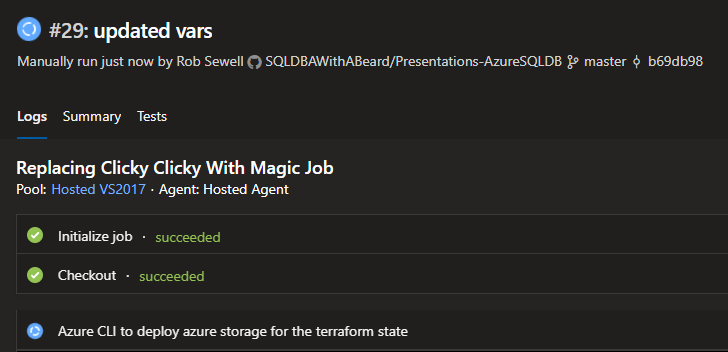 #29: updated vars
Manually run just now by Rob Sewell SQLDBAWithABeard/Presentations-AzureSQLDB master b69db98
Logs Summary Tests
Replacing Clicky Clicky With Magic Job
Pool: Hosted VS2017 · Agent: Hosted Agent
Initialize job · succeeded
Checkout · succeeded
Azure CLI to deploy azure storage for the terraform state